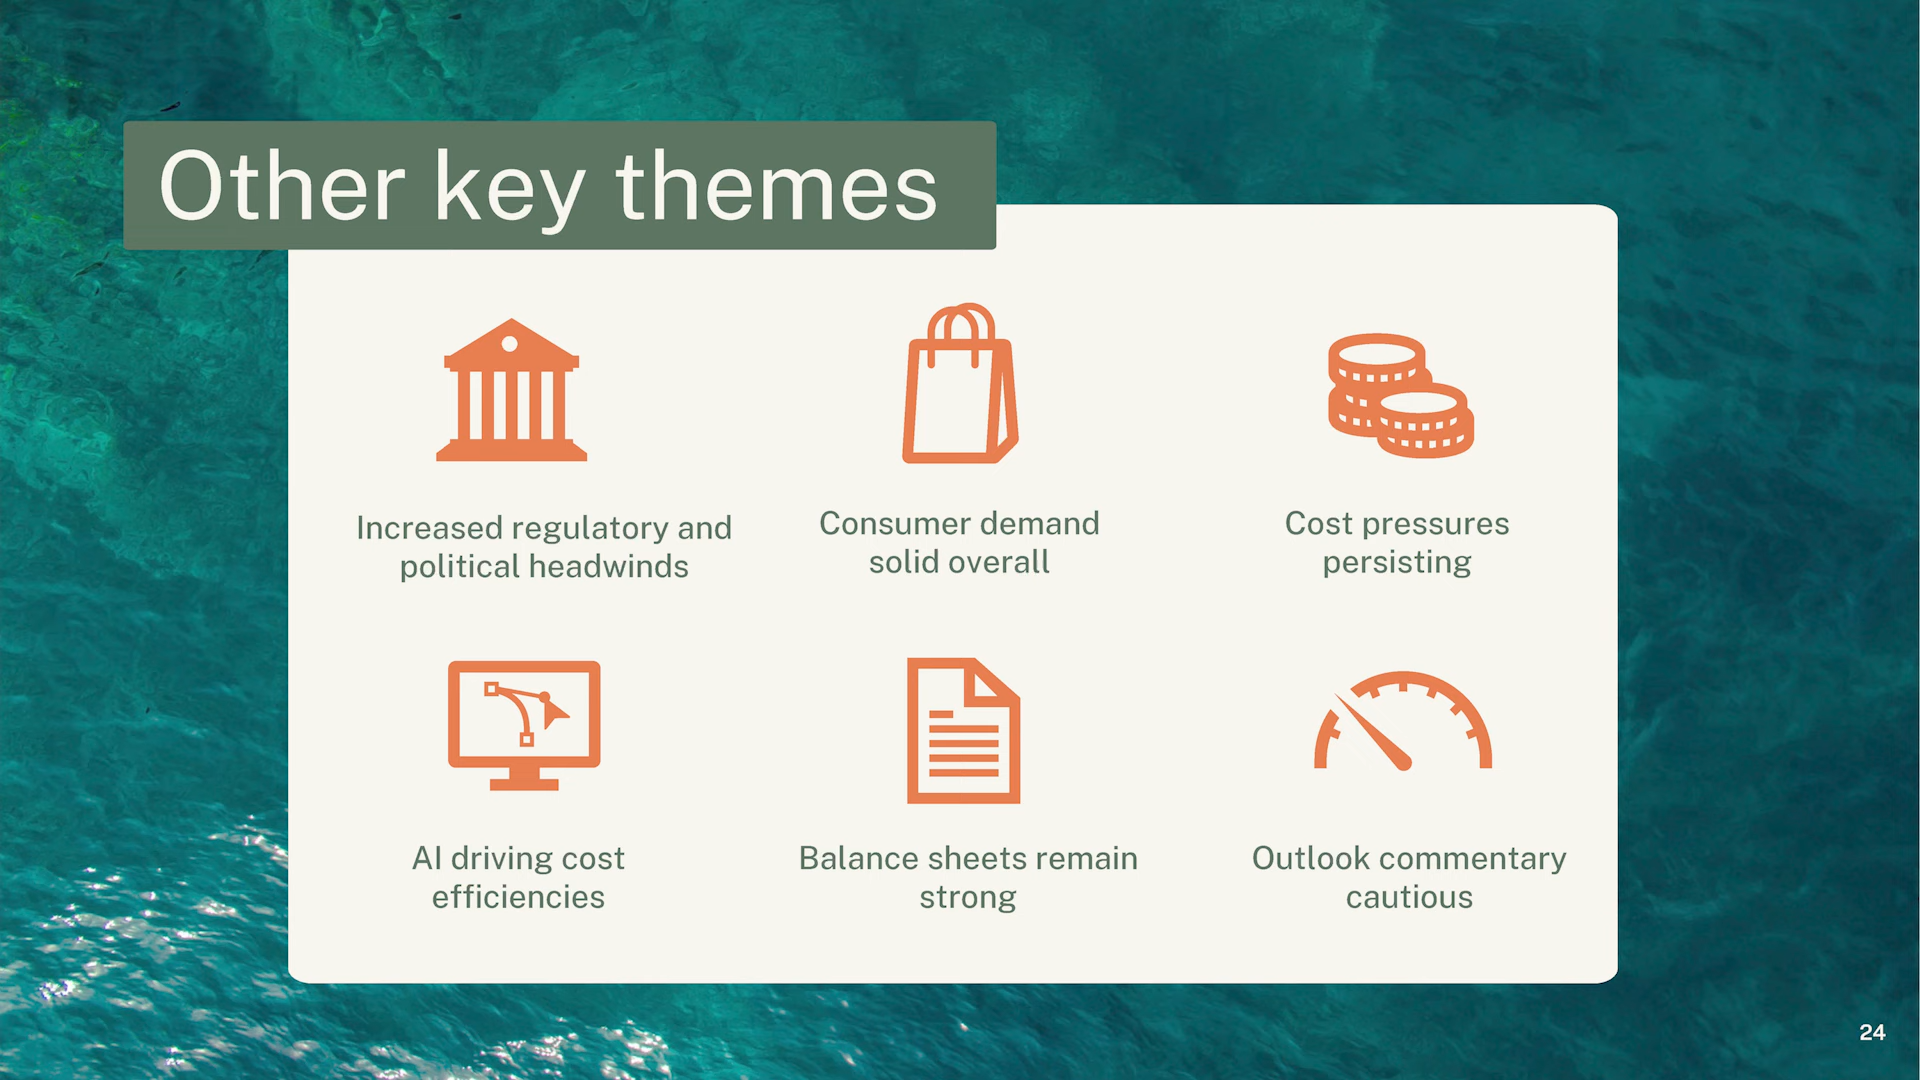 Other key themes
Increased regulatory and
political headwinds
Consumer demand
solid overall
Cost pressures
persisting
AI driving cost
efficiencies
Balance sheets remain
strong
Outlook commentary
cautious
24